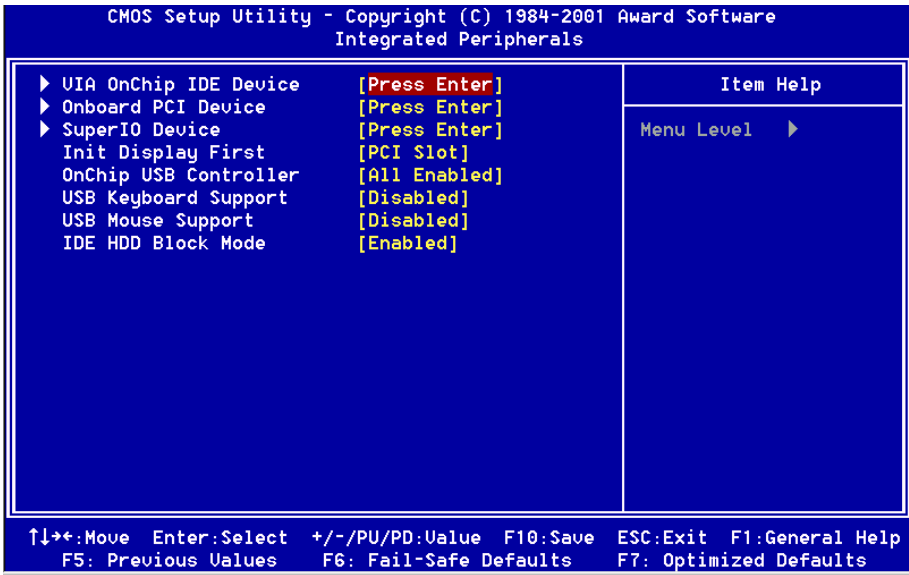 CMOS Setup Utility - Copyright (C) 1984-2001 Award Software
Integrated Peripherals
VIA OnChip IDE Device [Press Enter]
Onboard PCI Device [Press Enter]
SuperIO Device [Press Enter]
Init Display First [PCI Slot]
OnChip USB Controller [All Enabled]
USB Keyboard Support [Disabled]
USB Mouse Support [Disabled]
IDE HDD Block Mode [Enabled]
Item Help
Menu Level
↑↓→←:Move Enter:Select +/-/PU/PD:Value F10:Save ESC:Exit F1:General Help
F5: Previous Values F6: Fail-Safe Defaults F7: Optimized Defaults